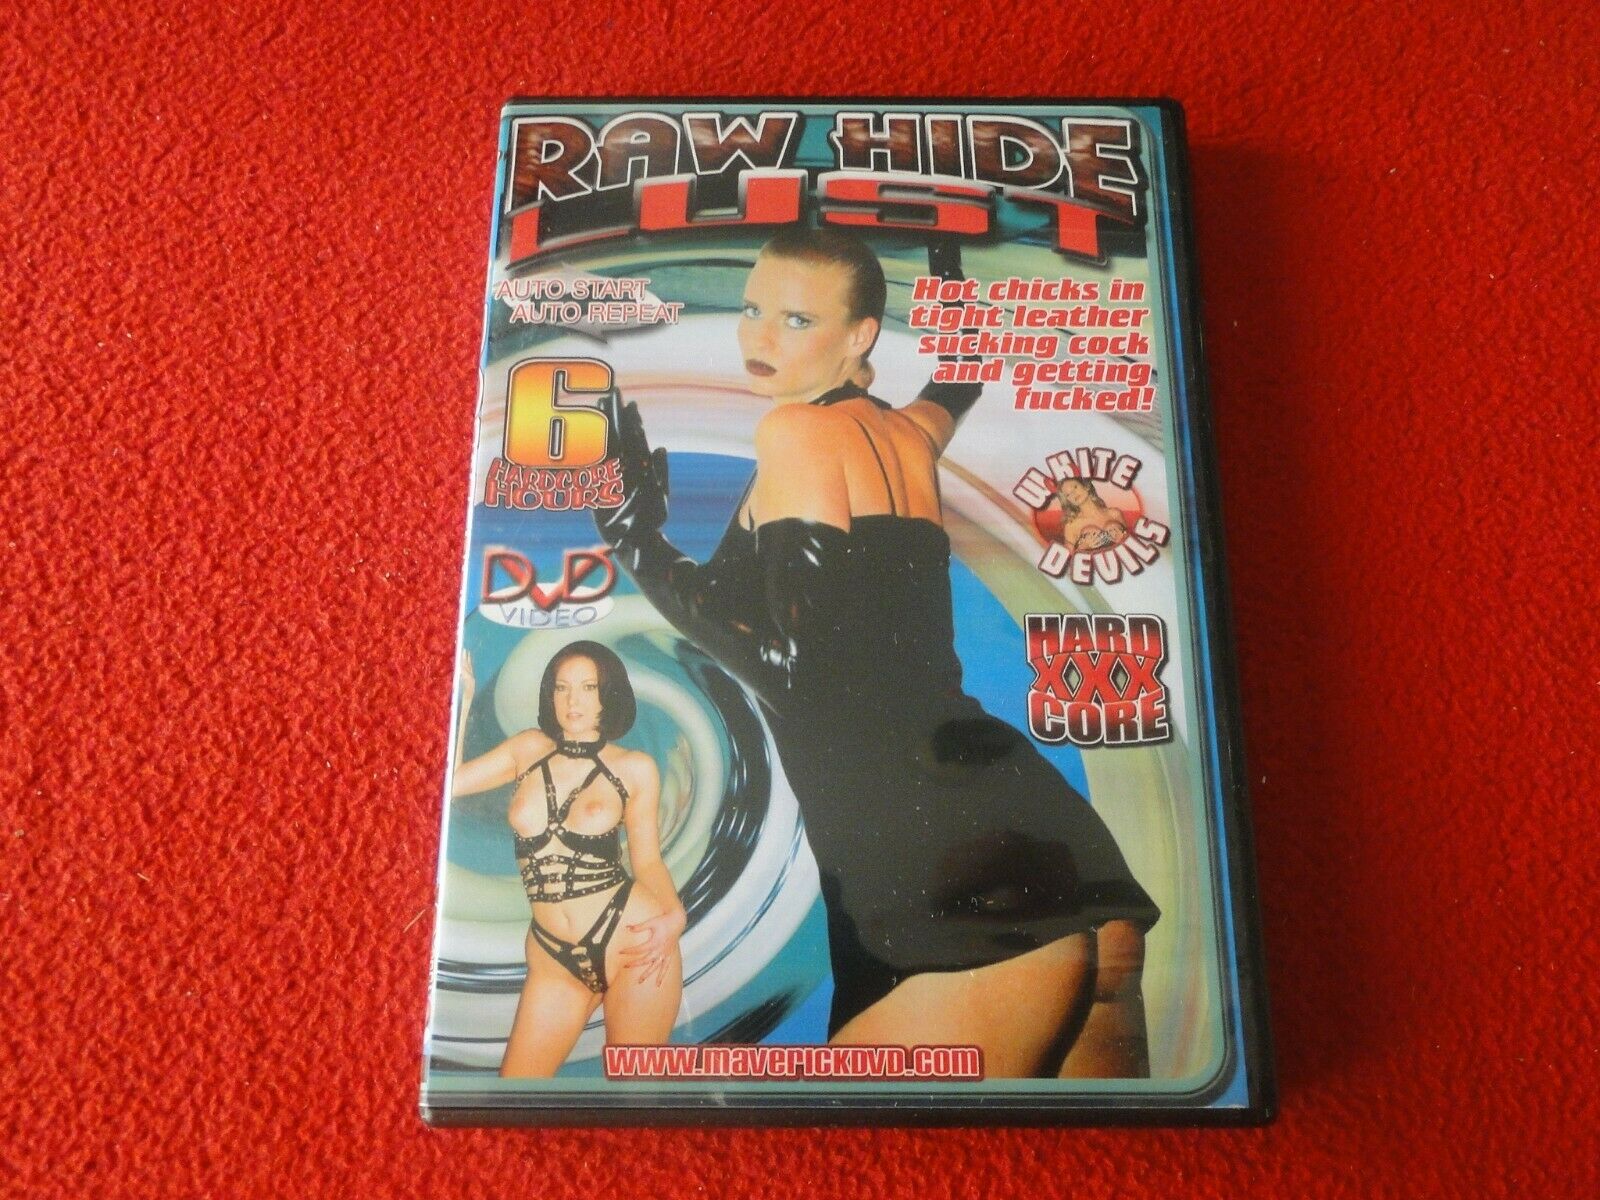 RAW HIDE
LUST
AUTO START
AUTO REPEAT
Hot chicks in
tight leather
sucking cock
and getting
fucked!
6
HARDCORE
HOURS
WHITE
DEVILS
DVD
VIDEO
HARD
XXX
CORE
www.maverickDVD.com